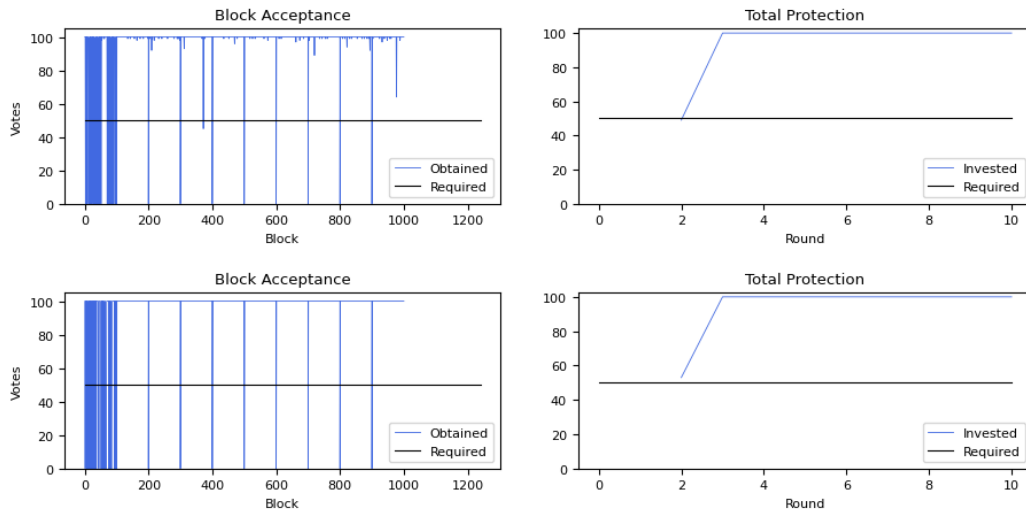 Block Acceptance
100
80
60
40
20
0
Votes
Obtained
Required
0 200 400 600 800 1000 1200
Block
Total Protection
100
80
60
40
20
0
Invested
Required
0 2 4 6 8 10
Round
Block Acceptance
100
80
60
40
20
0
Votes
Obtained
Required
0 200 400 600 800 1000 1200
Block
Total Protection
100
80
60
40
20
0
Invested
Required
0 2 4 6 8 10
Round